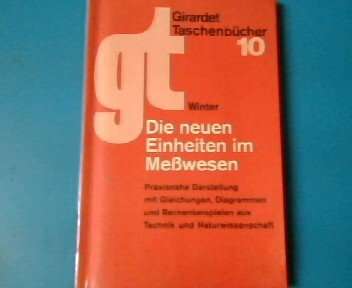 Girardet
Taschenbücher
10
gt
Winter
Die neuen
Einheiten im
Meßwesen
Praxisnahe Darstellung
mit Gleichungen, Diagrammen
und Rechenbeispielen aus
Technik und Naturwissenschaft